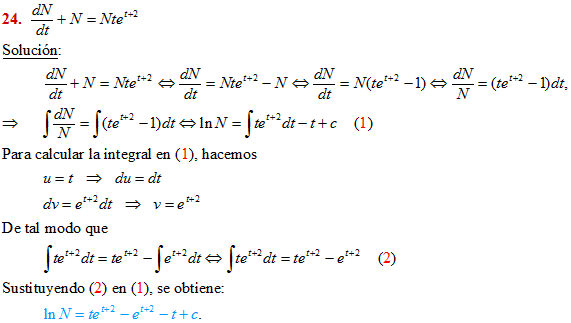 24. dN/dt + N = Nte^{t+2}
Solución:
dN/dt + N = Nte^{t+2} ⇔ dN/dt = Nte^{t+2} − N ⇔ dN/dt = N(te^{t+2} −1) ⇔ dN/N = (te^{t+2} −1)dt,
⇒ ∫dN/N = ∫(te^{t+2} −1)dt ⇔ ln N = ∫te^{t+2}dt − t + c (1)
Para calcular la integral en (1), hacemos
u = t ⇒ du = dt
dv = e^{t+2}dt ⇒ v = e^{t+2}
De tal modo que
∫te^{t+2}dt = te^{t+2} − ∫e^{t+2}dt ⇔ ∫te^{t+2}dt = te^{t+2} − e^{t+2} (2)
Sustituyendo (2) en (1), se obtiene:
ln N = te^{t+2} − e^{t+2} − t + c.